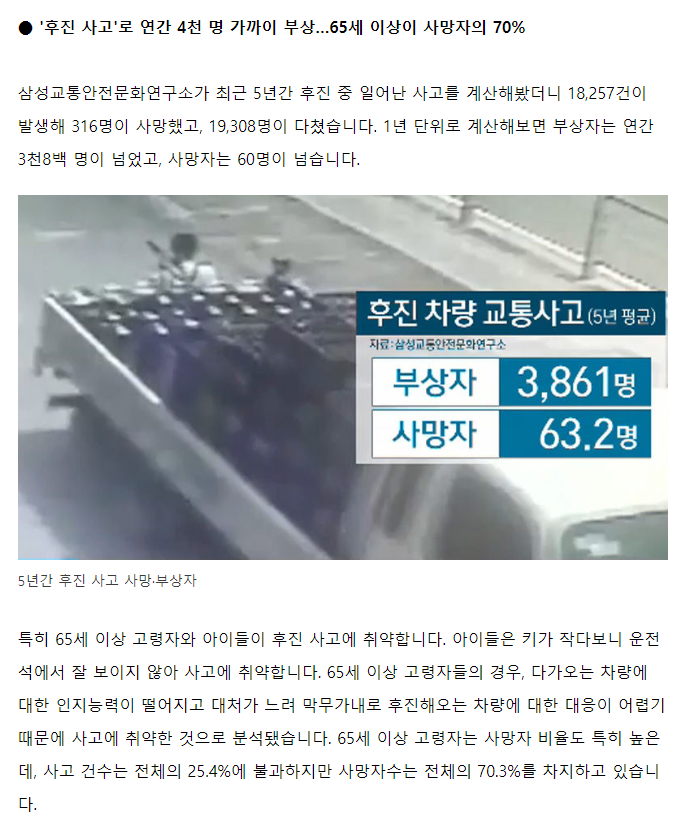 ● '후진 사고'로 연간 4천 명 가까이 부상...65세 이상이 사망자의 70%
삼성교통안전문화연구소가 최근 5년간 후진 중 일어난 사고를 계산해봤더니 18,257건이
발생해 316명이 사망했고, 19,308명이 다쳤습니다. 1년 단위로 계산해보면 부상자는 연간
3천8백 명이 넘었고, 사망자는 60명이 넘습니다.
후진 차량 교통사고 (5년 평균)
자료:삼성교통안전문화연구소
부상자 3,861명
사망자 63.2명
5년간 후진 사고 사망·부상자
특히 65세 이상 고령자와 아이들이 후진 사고에 취약합니다. 아이들은 키가 작다보니 운전
석에서 잘 보이지 않아 사고에 취약합니다. 65세 이상 고령자들의 경우, 다가오는 차량에
대한 인지능력이 떨어지고 대처가 느려 막무가내로 후진해오는 차량에 대한 대응이 어렵기
때문에 사고에 취약한 것으로 분석됐습니다. 65세 이상 고령자는 사망자 비율도 특히 높은
데, 사고 건수는 전체의 25.4%에 불과하지만 사망자수는 전체의 70.3%를 차지하고 있습니
다.